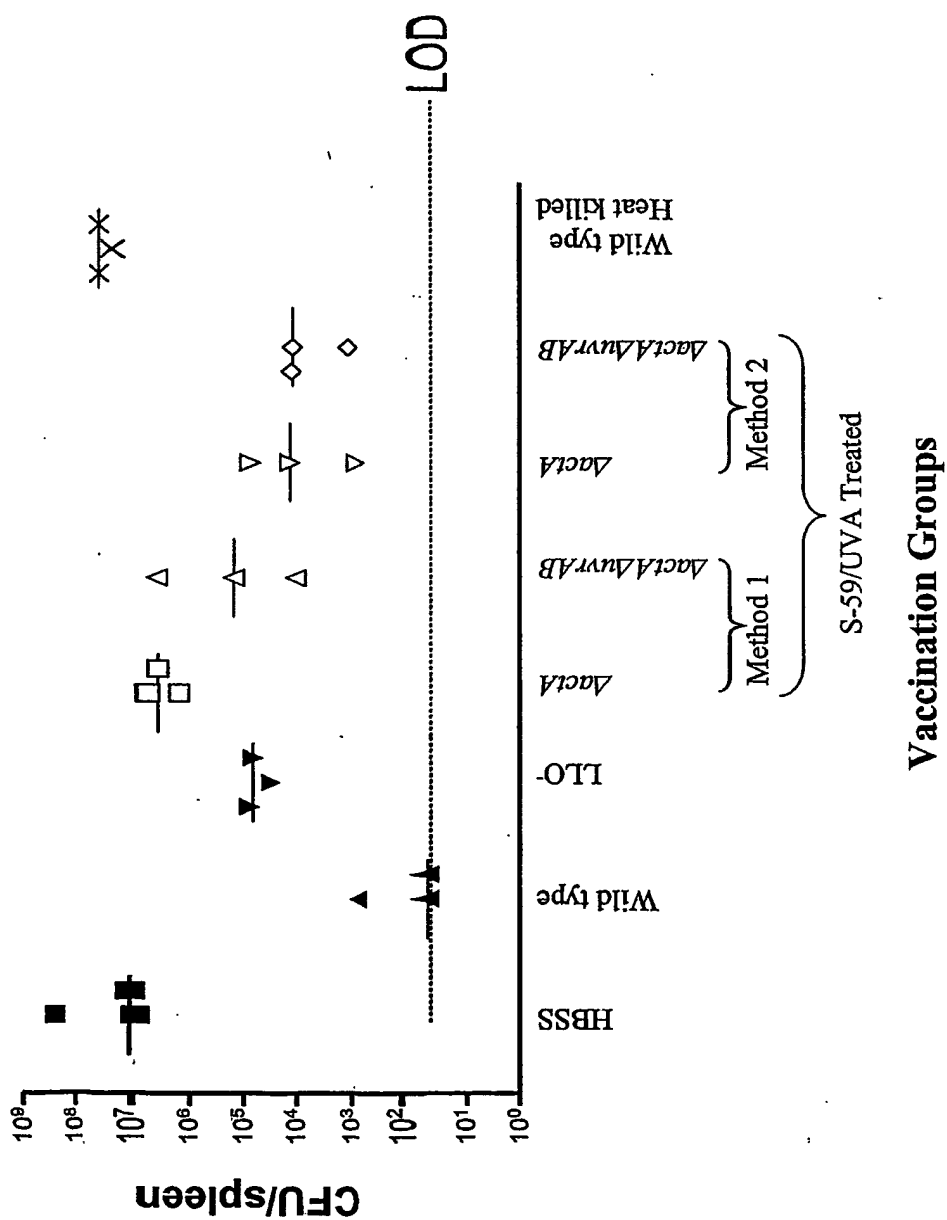 CFU/spleen
10⁹
10⁸
10⁷
10⁶
10⁵
10⁴
10³
10²
10¹
10⁰
LOD
HBSS
Wild type
LLO⁻
ΔactA
ΔactAΔuvrAB
ΔactA
ΔactAΔuvrAB
Wild type
Heat killed
Method 1
Method 2
S-59/UVA Treated
Vaccination Groups